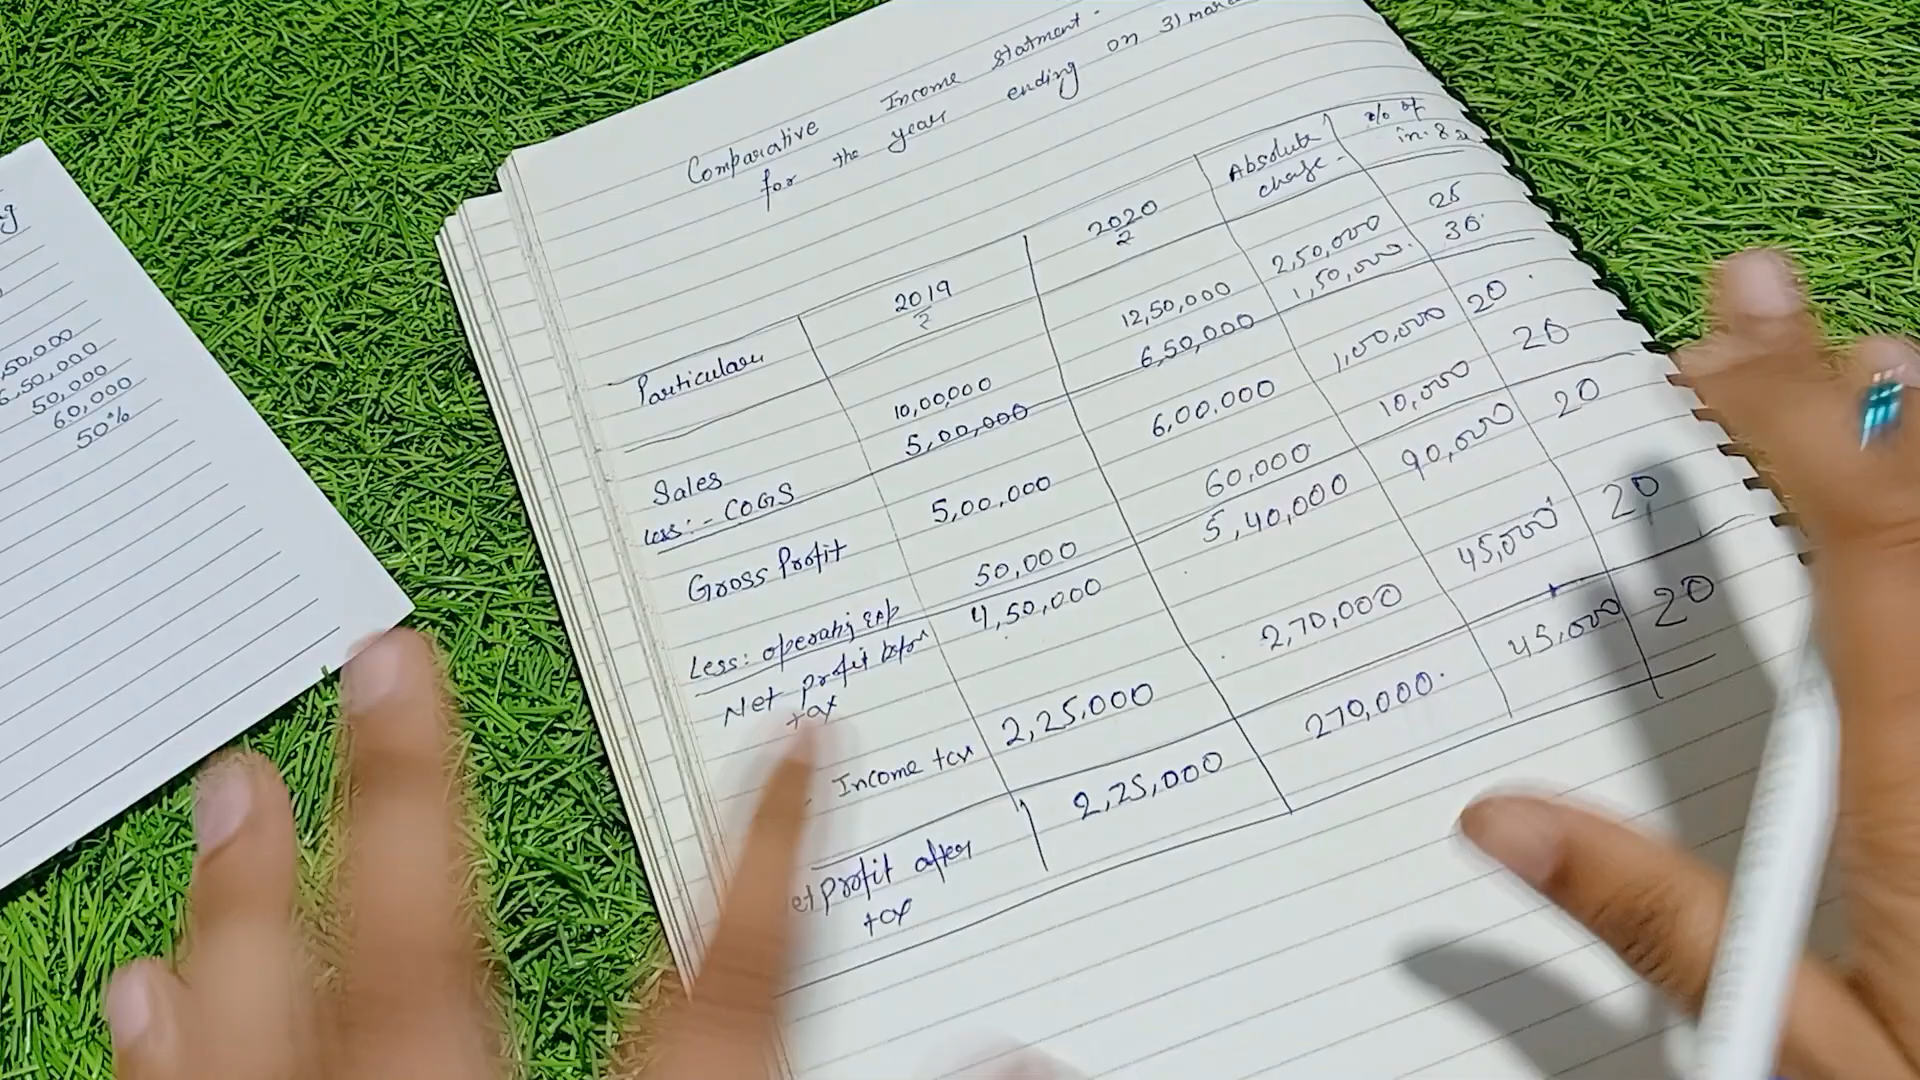 g
,50,000
6,50,000
50,000
60,000
50%
Comparative Income Statment -
for the year ending on 31 mar
Particulars 2019 2020 Absolute change - % of in. &
Sales 10,00,000 12,50,000 2,50,000 25
Less: - COGS 5,00,000 6,50,000 1,50,000. 30
Gross Profit 5,00,000 6,00,000 1,00,000 20
Less: operating exp 50,000 60,000 10,000 20
Net profit before tax 4,50,000 5,40,000 90,000 20
Income tax 2,25,000 2,70,000 45,000 20
et profit after tax 2,25,000 270,000. 45,000 20